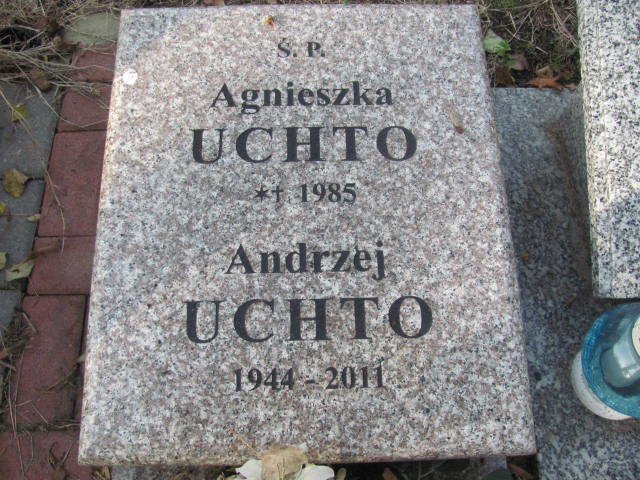 Ś. P.
Agnieszka
UCHTO
*† 1985
Andrzej
UCHTO
1944 - 2011